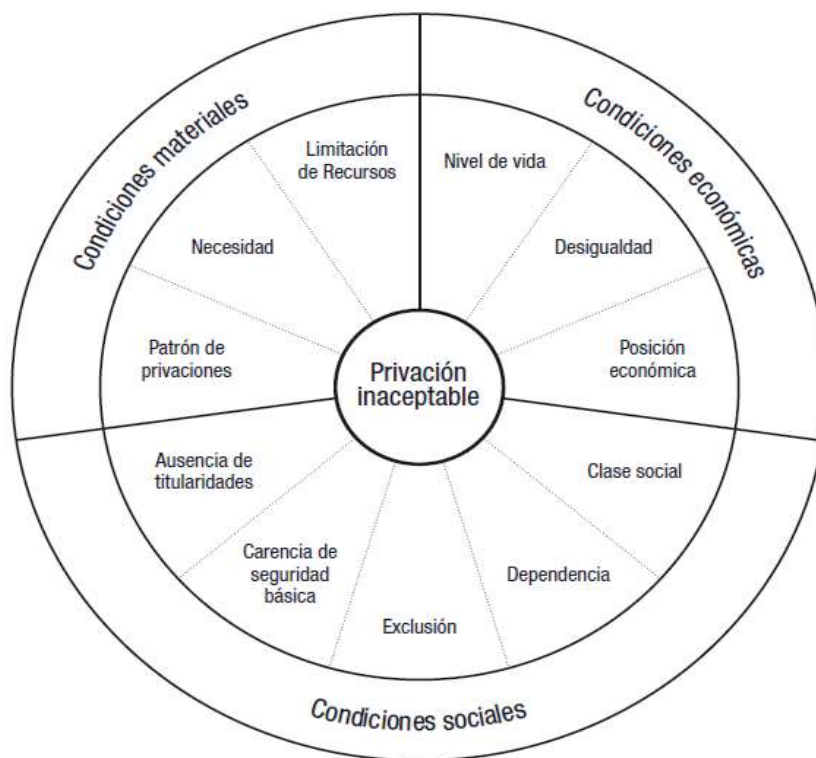 Condiciones materiales
Condiciones económicas
Limitación
de Recursos
Nivel de vida
Necesidad
Desigualdad
Patrón de
privaciones
Privación
inaceptable
Posición
económica
Ausencia de
titularidades
Clase social
Carencia de
seguridad
básica
Dependencia
Exclusión
Condiciones sociales